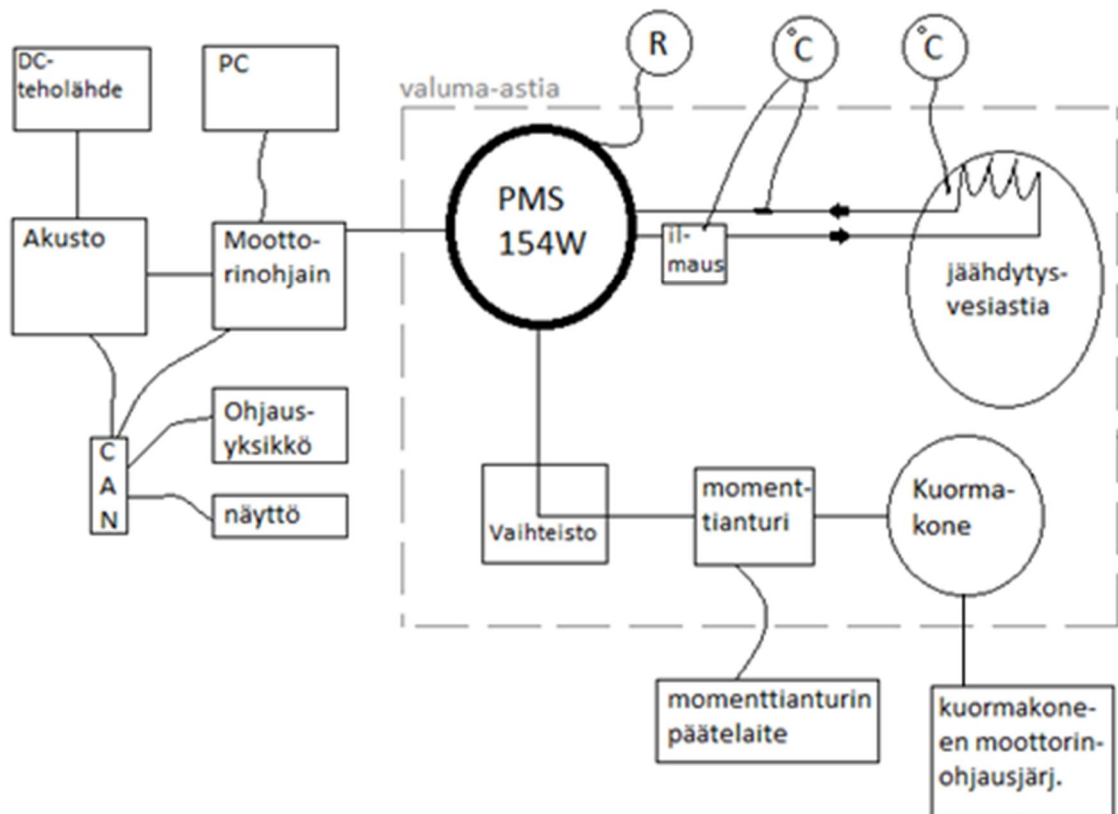 DC-
teholähde
PC
R
°C
°C
valuma-astia
Akusto
Mootto-
rinohjain
PMS
154W
il-
maus
jäähdytys-
vesiastia
C
A
N
Ohjaus-
yksikkö
näyttö
Vaihteisto
moment-
tianturi
Kuorma-
kone
momenttianturin
päätelaite
kuormakone-
en moottorin-
ohjausjärj.